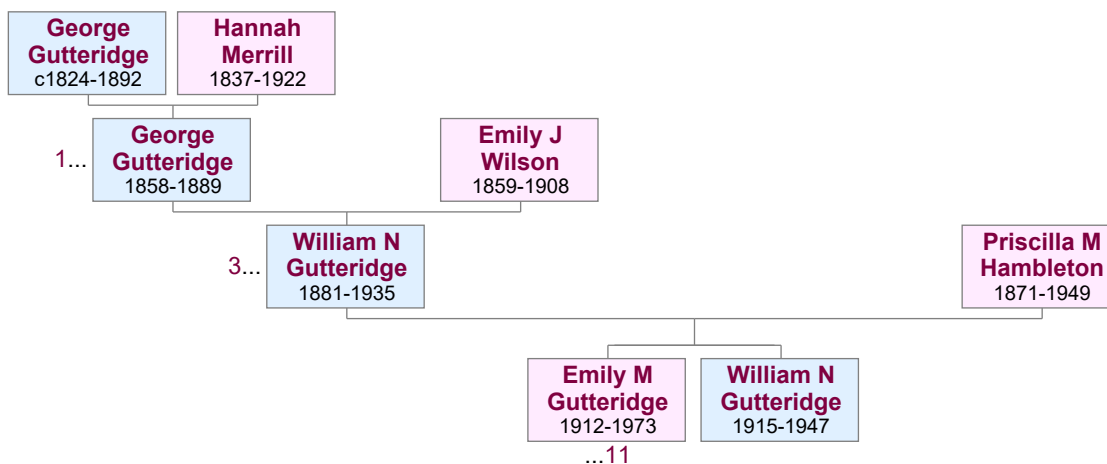 George
Gutteridge
c1824-1892
Hannah
Merrill
1837-1922
1...
George
Gutteridge
1858-1889
Emily J
Wilson
1859-1908
3...
William N
Gutteridge
1881-1935
Priscilla M
Hambleton
1871-1949
Emily M
Gutteridge
1912-1973
...11
William N
Gutteridge
1915-1947